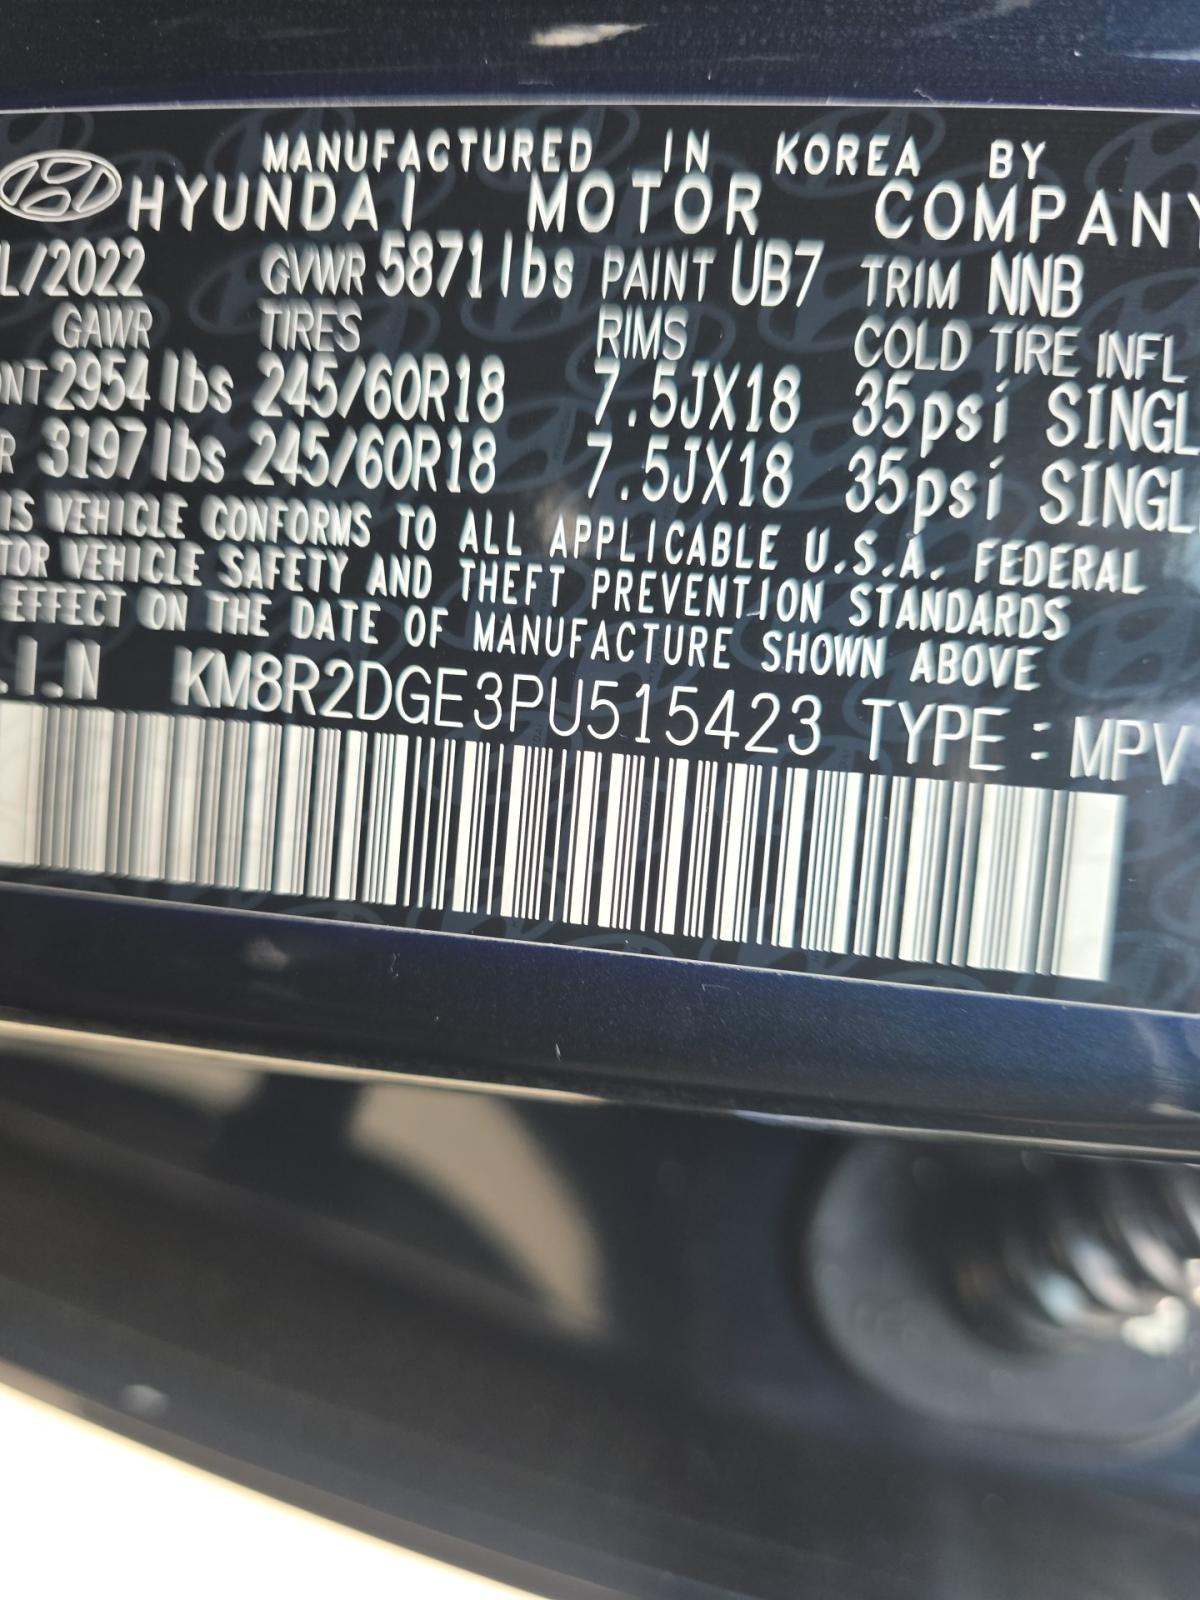 MANUFACTURED IN KOREA BY
HYUNDAI MOTOR COMPANY
L/2022 GVWR 5871lbs PAINT UB7 TRIM NNB
GAWR TIRES RIMS COLD TIRE INFL
ONT 2954 lbs 245/60R18 7.5JX18 35psi SINGL
R 3197lbs 245/60R18 7.5JX18 35psi SINGL
IS VEHICLE CONFORMS TO ALL APPLICABLE U.S.A. FEDERAL
TOR VEHICLE SAFETY AND THEFT PREVENTION STANDARDS
EFFECT ON THE DATE OF MANUFACTURE SHOWN ABOVE
.I.N KM8R2DGE3PU515423 TYPE : MPV